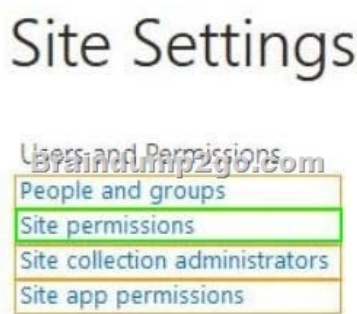 Site Settings
Users and Permissions
Braindump2go.com
People and groups
Site permissions
Site collection administrators
Site app permissions